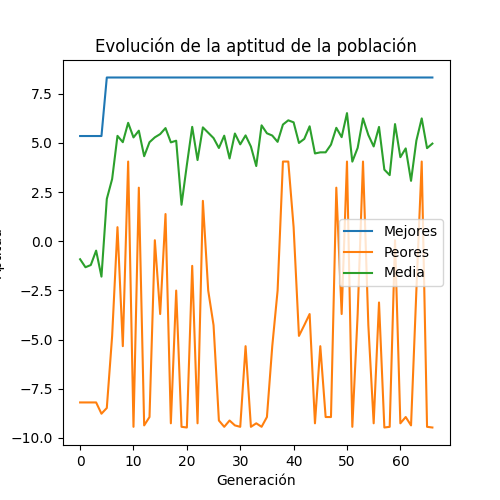 Evolución de la aptitud de la población
7.5
5.0
2.5
0.0
−2.5
−5.0
−7.5
−10.0
Mejores
Peores
Media
0 10 20 30 40 50 60
Generación